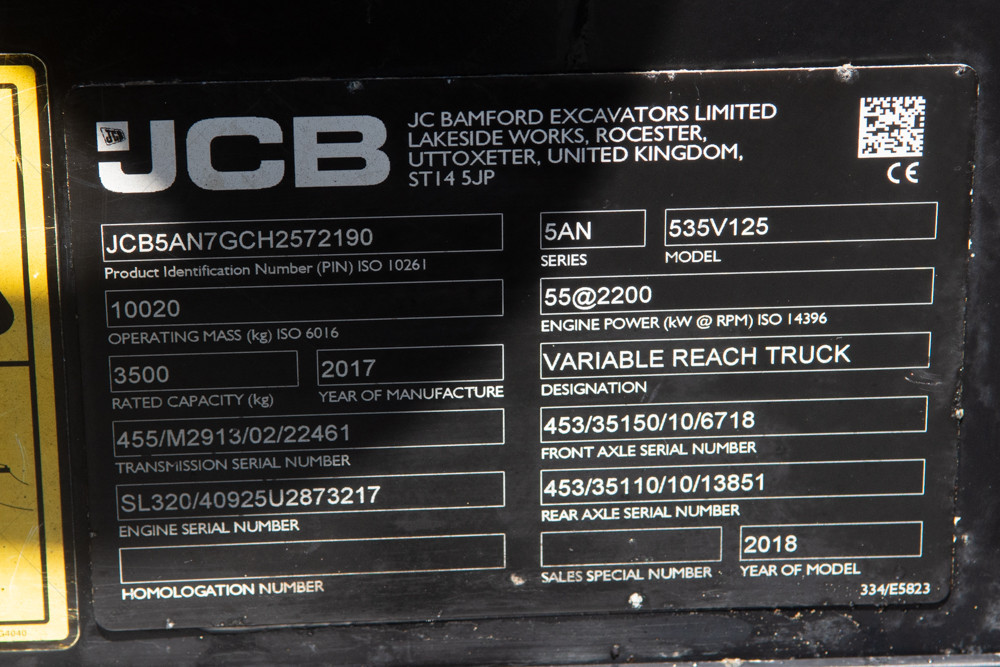 JCB
JC BAMFORD EXCAVATORS LIMITED
LAKESIDE WORKS, ROCESTER,
UTTOXETER, UNITED KINGDOM,
ST14 5JP
CE
JCB5AN7GCH2572190
Product Identification Number (PIN) ISO 10261
10020
OPERATING MASS (kg) ISO 6016
3500
RATED CAPACITY (kg)
2017
YEAR OF MANUFACTURE
455/M2913/02/22461
TRANSMISSION SERIAL NUMBER
SL320/40925U2873217
ENGINE SERIAL NUMBER
HOMOLOGATION NUMBER
5AN
SERIES
535V125
MODEL
55@2200
ENGINE POWER (kW @ RPM) ISO 14396
VARIABLE REACH TRUCK
DESIGNATION
453/35150/10/6718
FRONT AXLE SERIAL NUMBER
453/35110/10/13851
REAR AXLE SERIAL NUMBER
SALES SPECIAL NUMBER
2018
YEAR OF MODEL
334/E5823